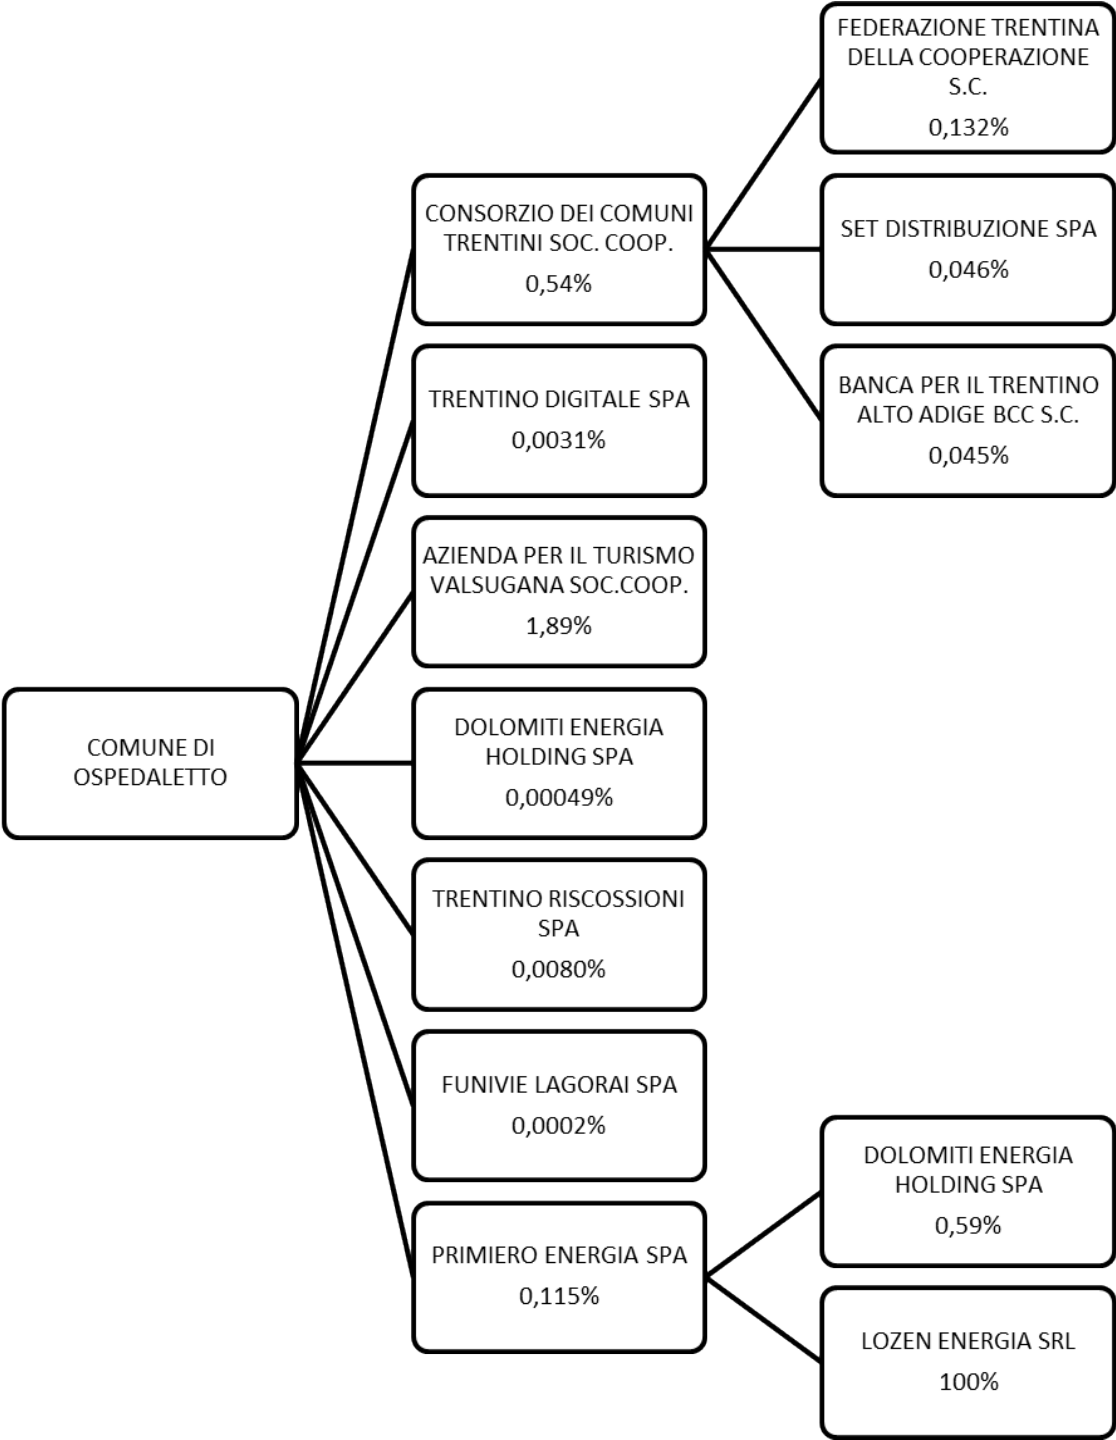 COMUNE DI
OSPEDALETTO
CONSORZIO DEI COMUNI
TRENTINI SOC. COOP.
0,54%
FEDERAZIONE TRENTINA
DELLA COOPERAZIONE
S.C.
0,132%
SET DISTRIBUZIONE SPA
0,046%
BANCA PER IL TRENTINO
ALTO ADIGE BCC S.C.
0,045%
TRENTINO DIGITALE SPA
0,0031%
AZIENDA PER IL TURISMO
VALSUGANA SOC.COOP.
1,89%
DOLOMITI ENERGIA
HOLDING SPA
0,00049%
TRENTINO RISCOSSIONI
SPA
0,0080%
FUNIVIE LAGORAI SPA
0,0002%
PRIMIERO ENERGIA SPA
0,115%
DOLOMITI ENERGIA
HOLDING SPA
0,59%
LOZEN ENERGIA SRL
100%